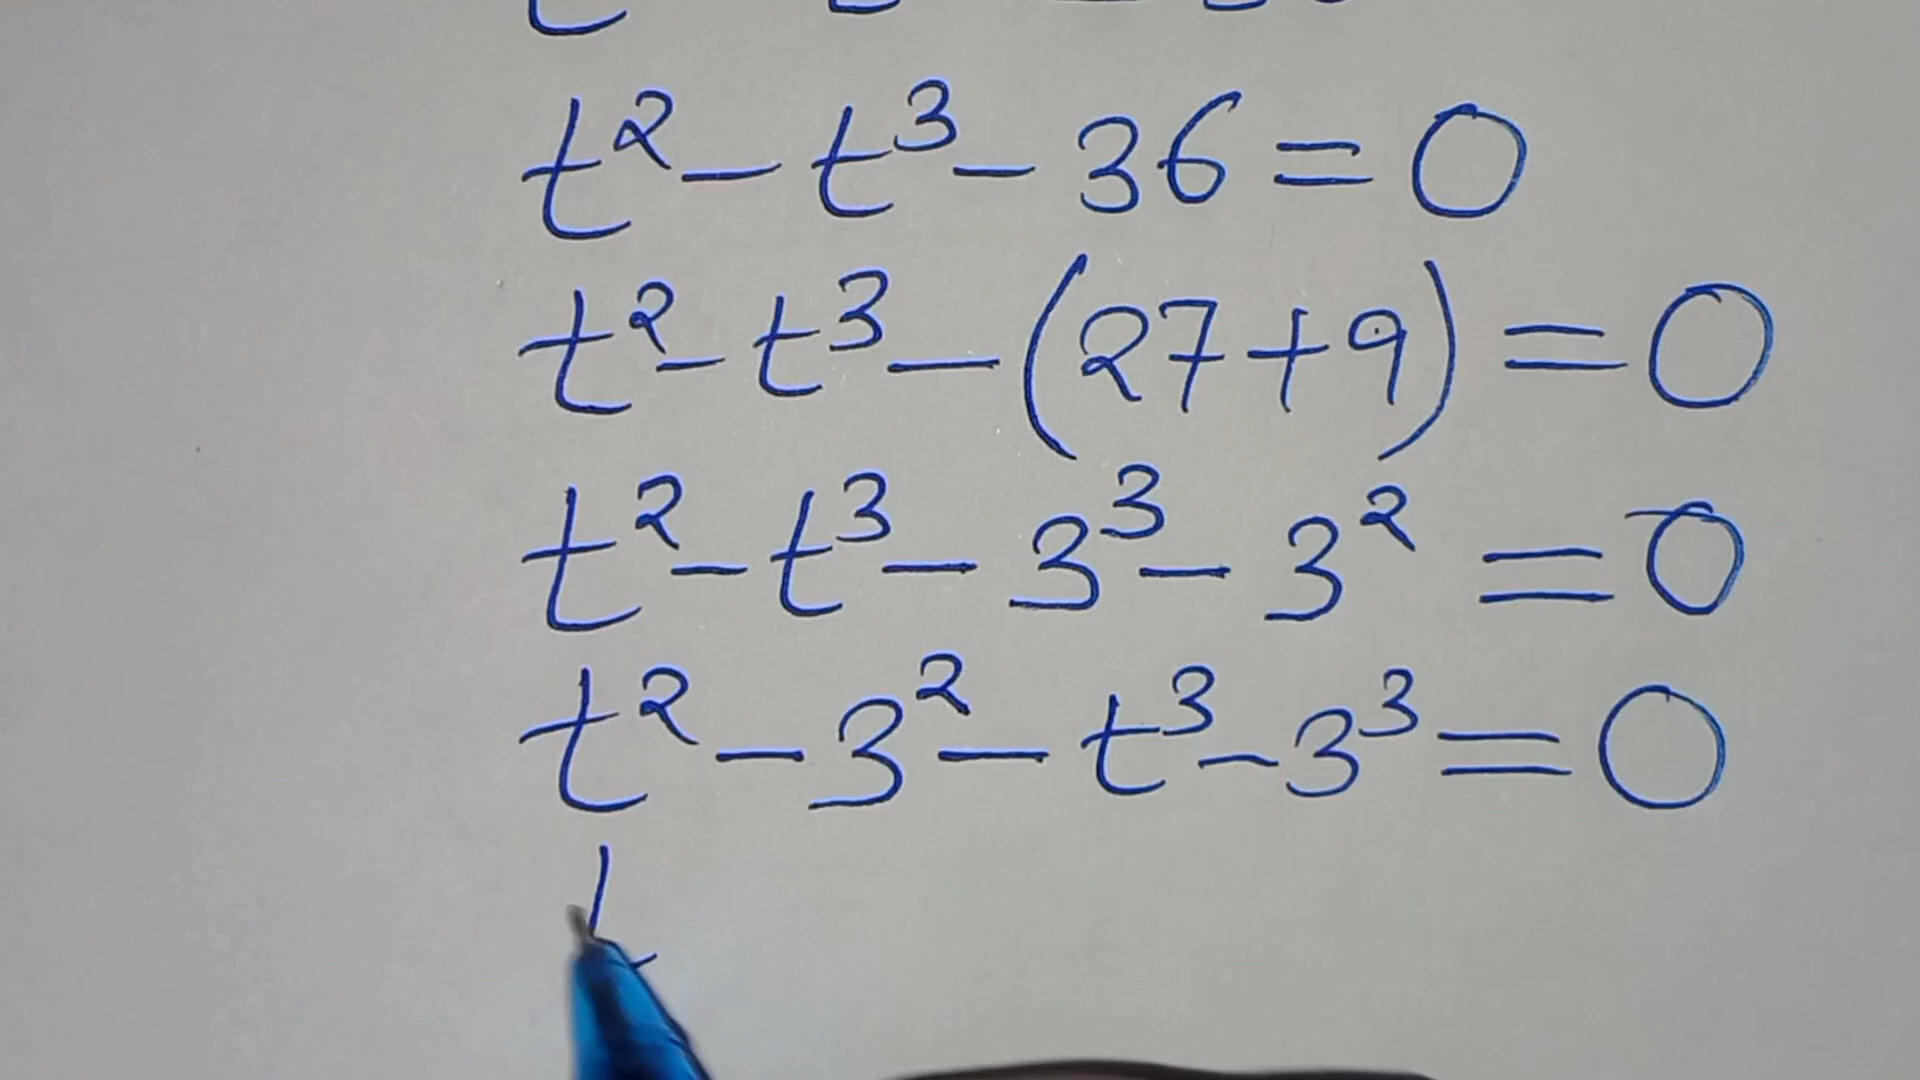 t² - t³ - 36 = 0
t² - t³ - (27 + 9) = 0
t² - t³ - 3³ - 3² = 0
t² - 3² - t³ - 3³ = 0
t